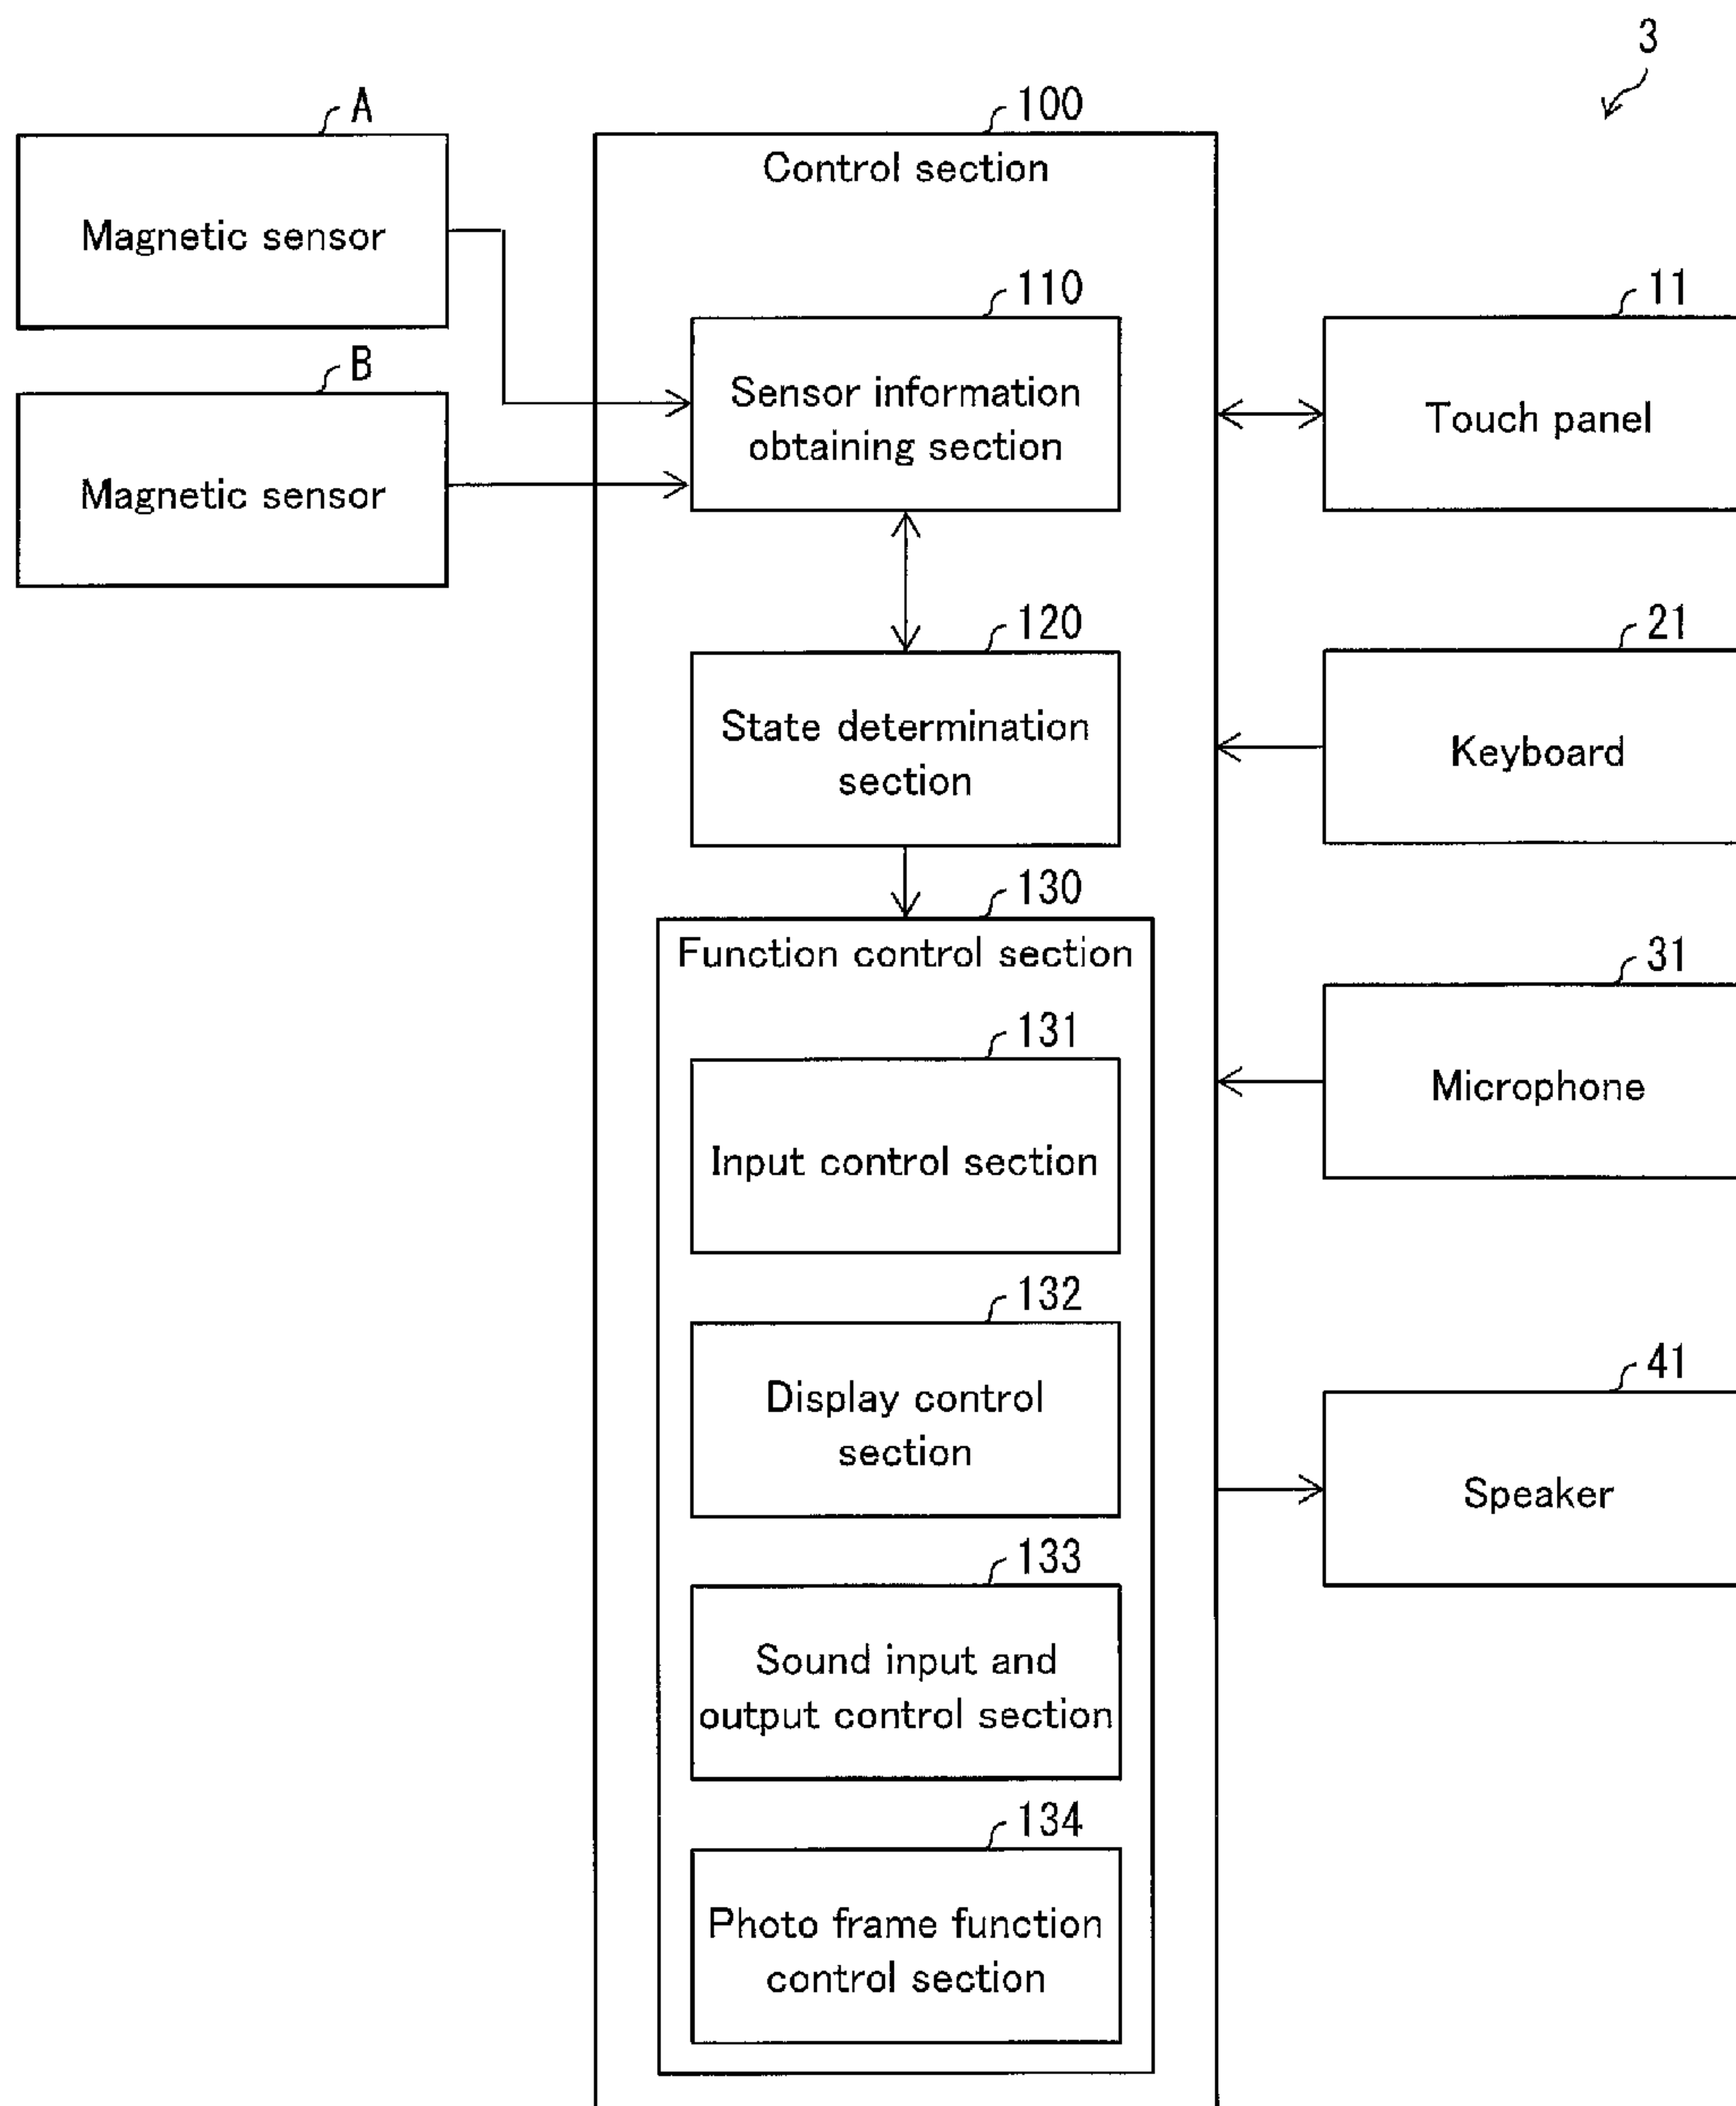 3
A
Magnetic sensor
B
Magnetic sensor
100
Control section
110
Sensor information
obtaining section
120
State determination
section
130
Function control section
131
Input control section
132
Display control
section
133
Sound input and
output control section
134
Photo frame function
control section
11
Touch panel
21
Keyboard
31
Microphone
41
Speaker